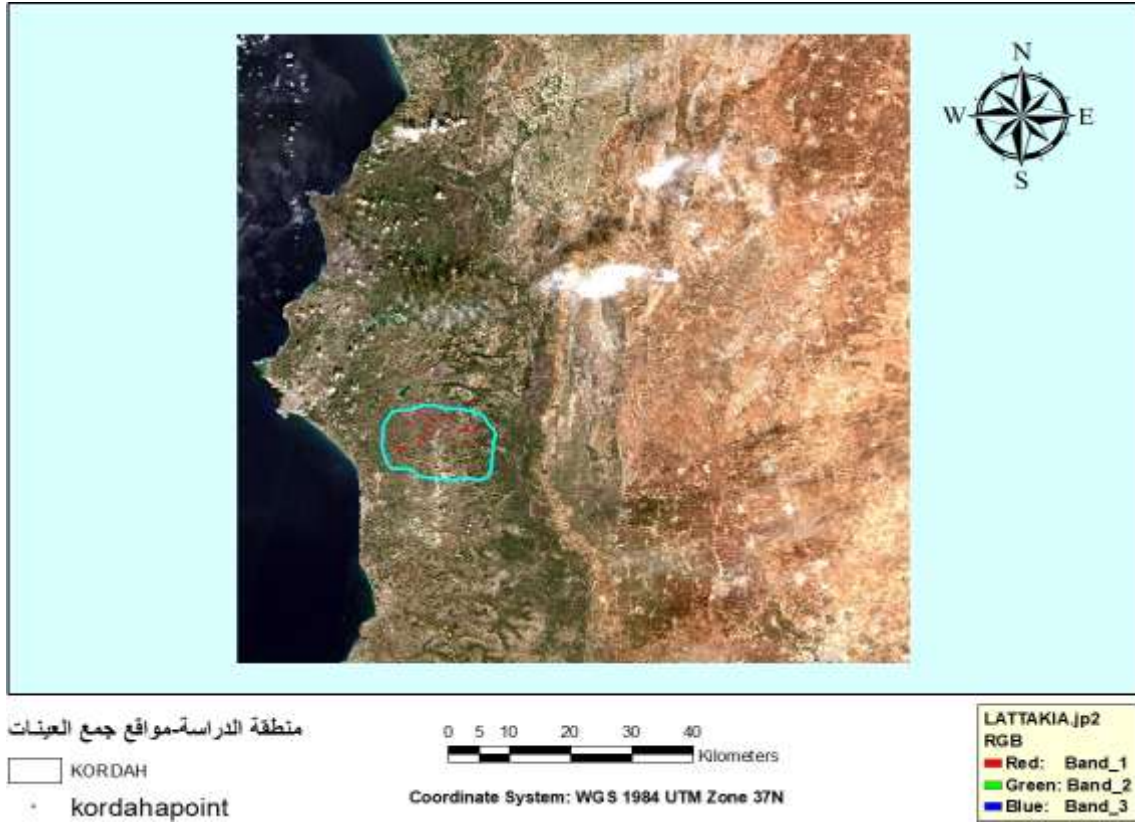 N
W E
S
منطقة الدراسة-مواقع جمع العينات
KORDAH
kordahapoint
0 5 10 20 30 40
Kilometers
Coordinate System: WGS 1984 UTM Zone 37N
LATTAKIA.jp2
RGB
Red: Band_1
Green: Band_2
Blue: Band_3